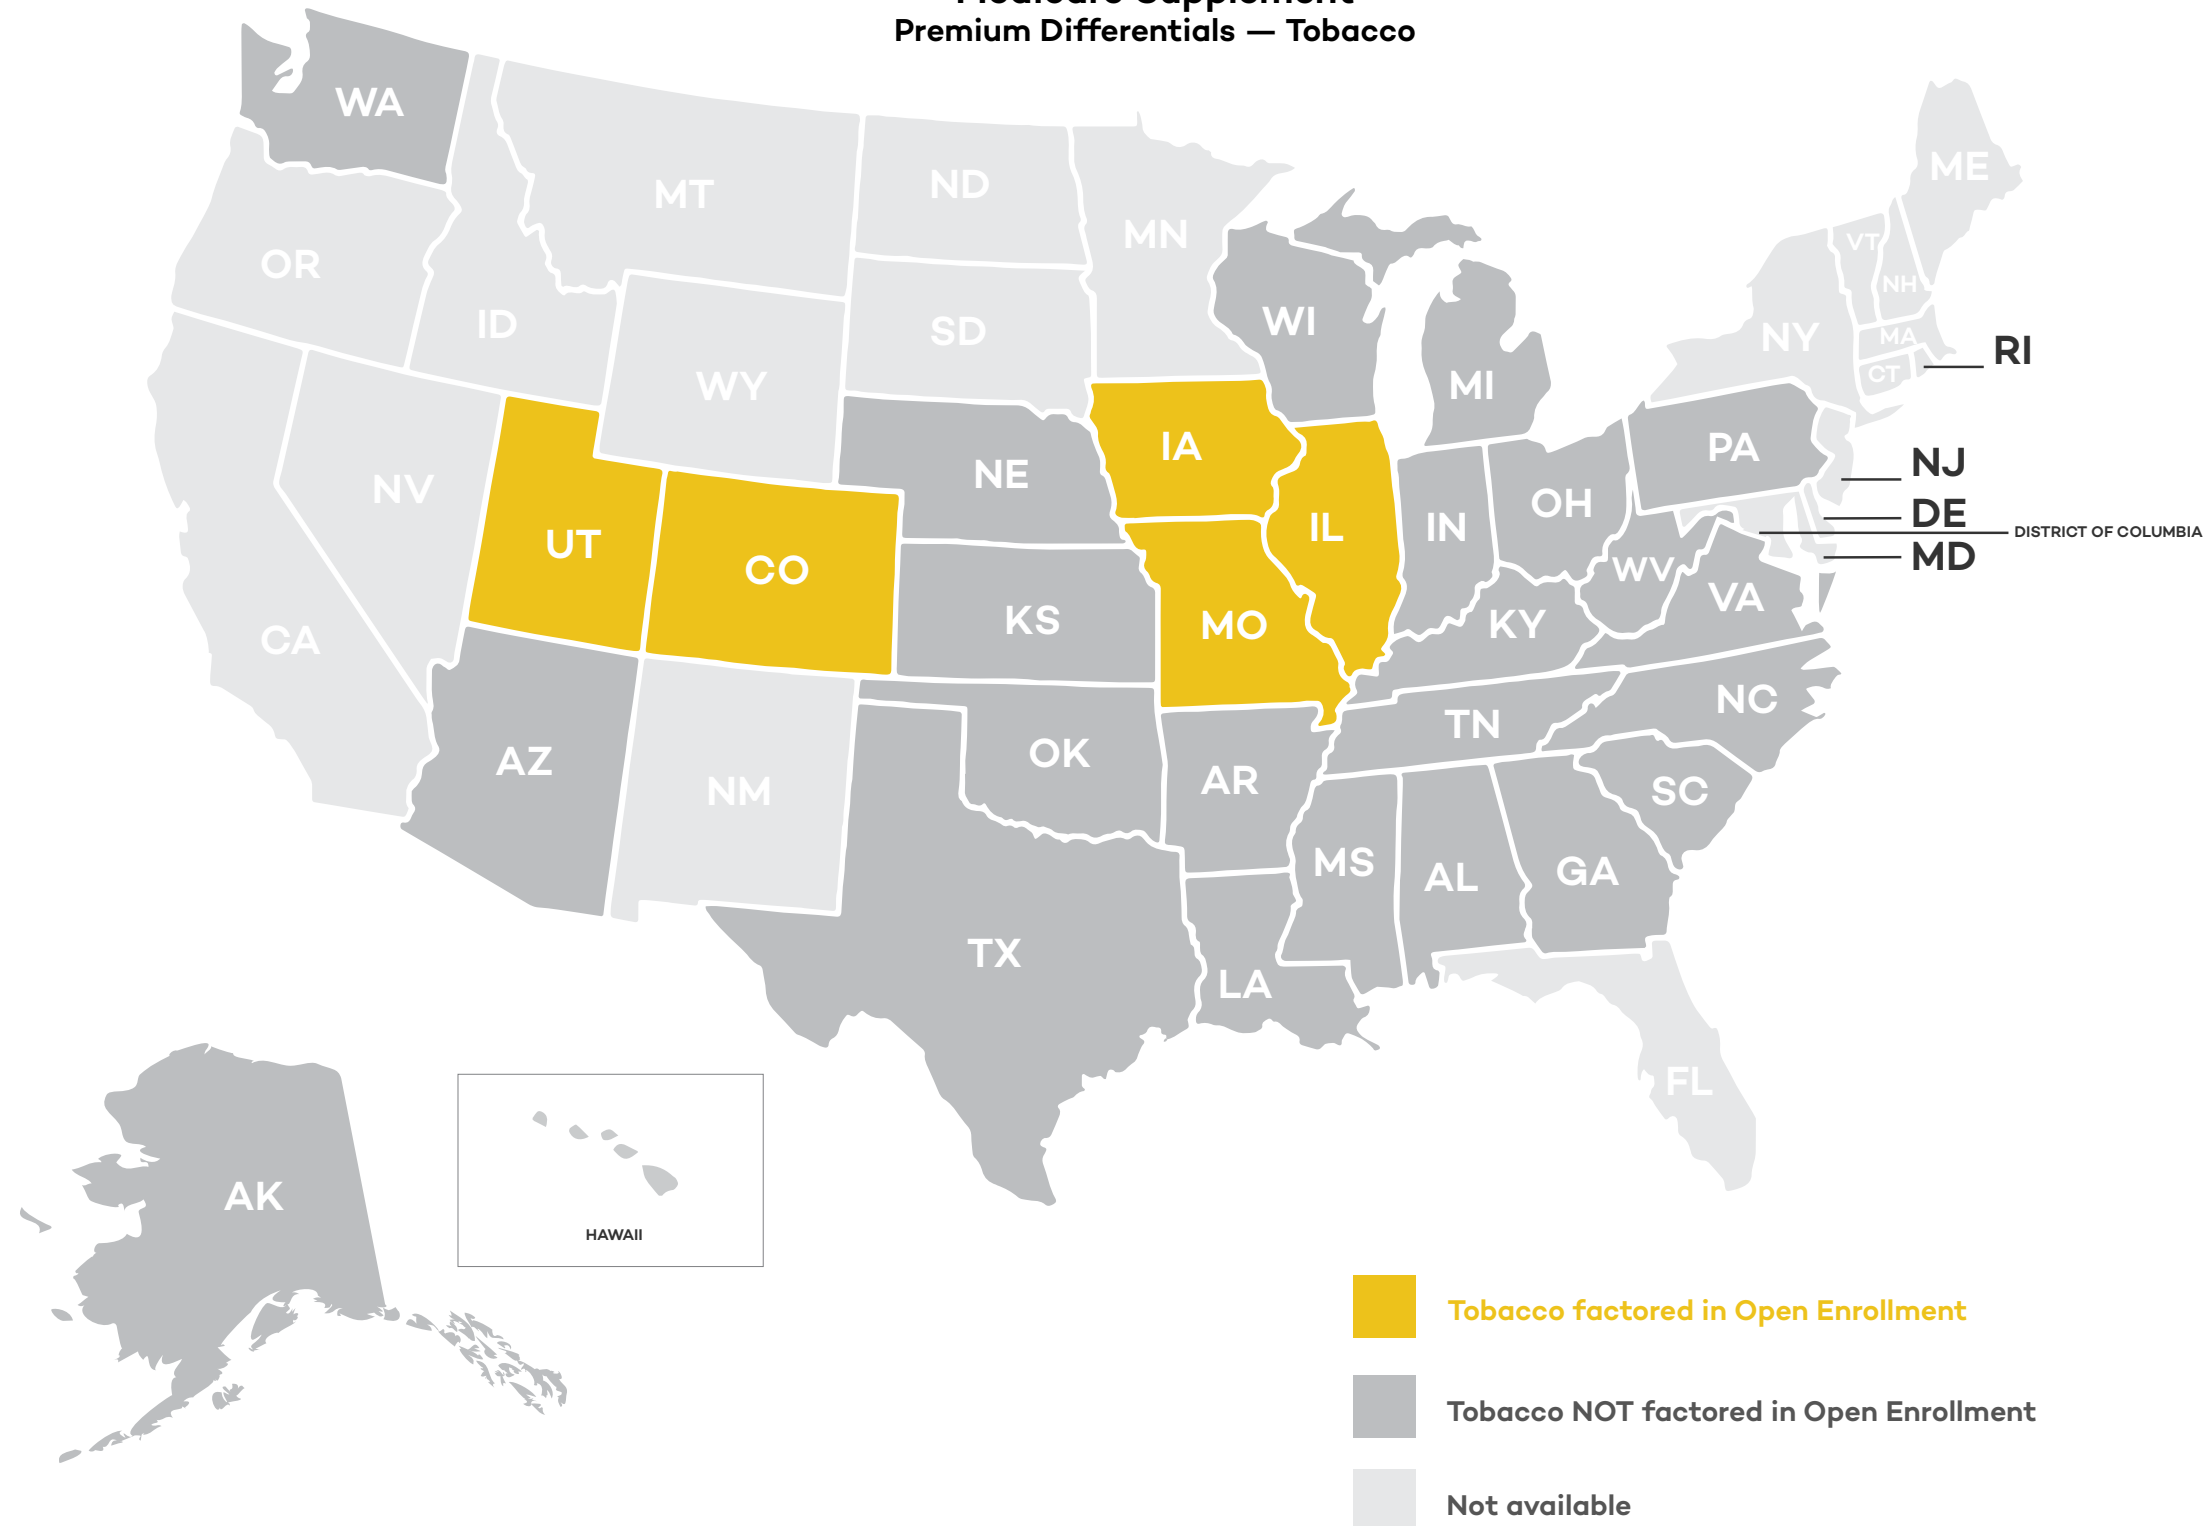 Medicare Supplement
Premium Differentials — Tobacco
WA
OR
MT
ND
MN
ME
ID
SD
WY
WI
MI
VT
NH
NY
MA
CT
RI
NV
UT
CO
NE
IA
IL
IN
OH
PA
NJ
DE
DISTRICT OF COLUMBIA
MD
CA
KS
MO
KY
WV
VA
AZ
NM
OK
AR
TN
NC
SC
TX
LA
MS
AL
GA
FL
AK
HAWAII
Tobacco factored in Open Enrollment
Tobacco NOT factored in Open Enrollment
Not available